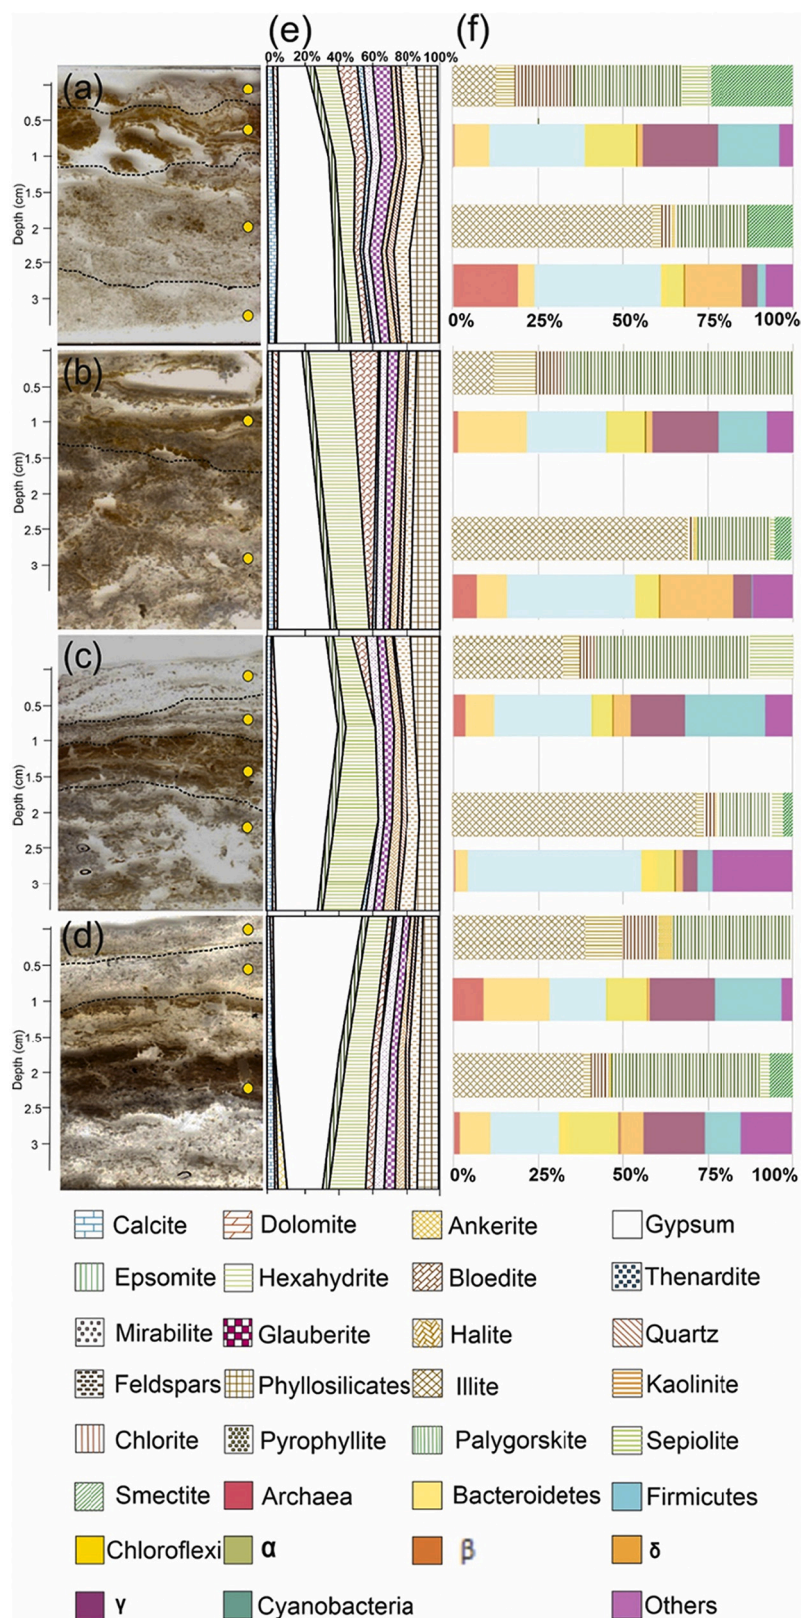 (e) (f)
0% 20% 40% 60% 80% 100%
(a)
0.5
1
1.5
2
2.5
3
Depth (cm)
0% 25% 50% 75% 100%
(b)
0.5
1
1.5
2
2.5
3
Depth (cm)
(c)
0.5
1
1.5
2
2.5
3
Depth (cm)
(d)
0.5
1
1.5
2
2.5
3
Depth (cm)
0% 25% 50% 75% 100%
Calcite Dolomite Ankerite Gypsum
Epsomite Hexahydrite Bloedite Thenardite
Mirabilite Glauberite Halite Quartz
Feldspars Phyllosilicates Illite Kaolinite
Chlorite Pyrophyllite Palygorskite Sepiolite
Smectite Archaea Bacteroidetes Firmicutes
Chloroflexi α β δ
γ Cyanobacteria Others